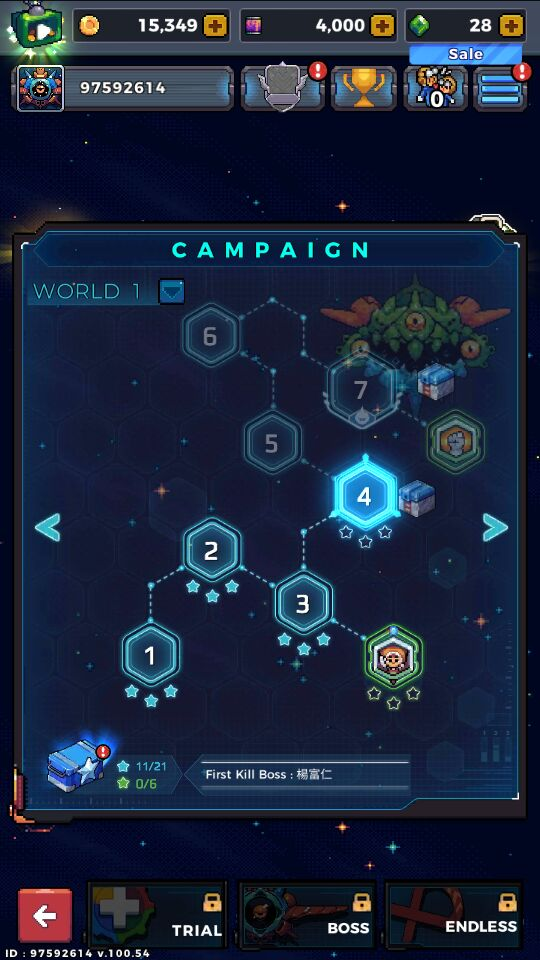 15,349
4,000
28
Sale
97592614
0
CAMPAIGN
WORLD 1
6
7
5
4
2
3
1
11/21
0/6
First Kill Boss : 楊富仁
TRIAL
BOSS
ENDLESS
ID : 97592614 v.100.54